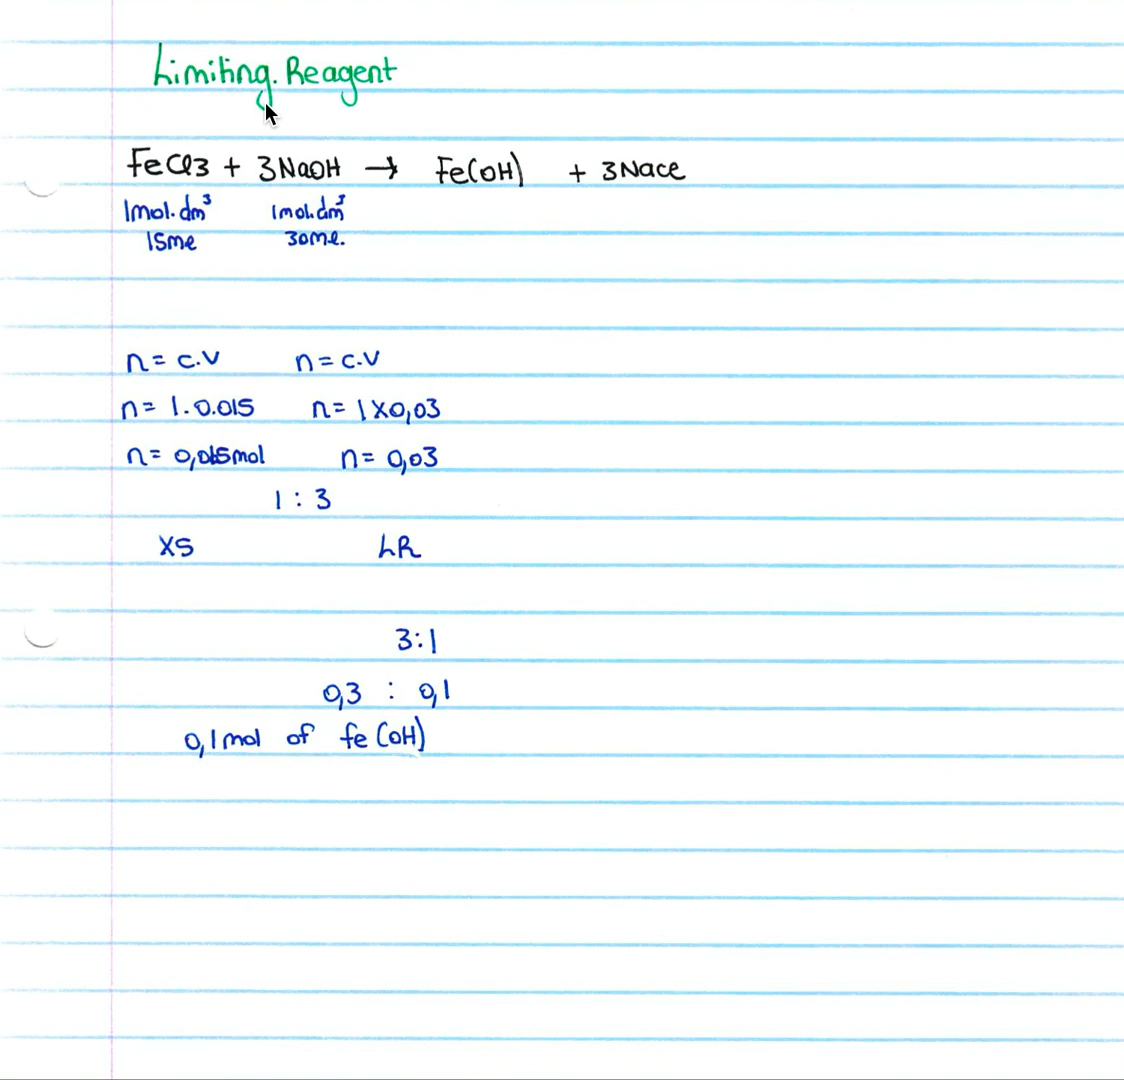 Limiting. Reagent
FeCl3 + 3NaOH → Fe(OH) + 3Nacl
1mol.dm³ 1mol.dm³
15ml 30ml.
n= c.v n= c.v
n= 1.0.015 n= 1x0,03
n= 0,015mol n= 0,03
1 : 3
XS LR
3:1
0,3 : 0,1
0,1mol of fe(OH)